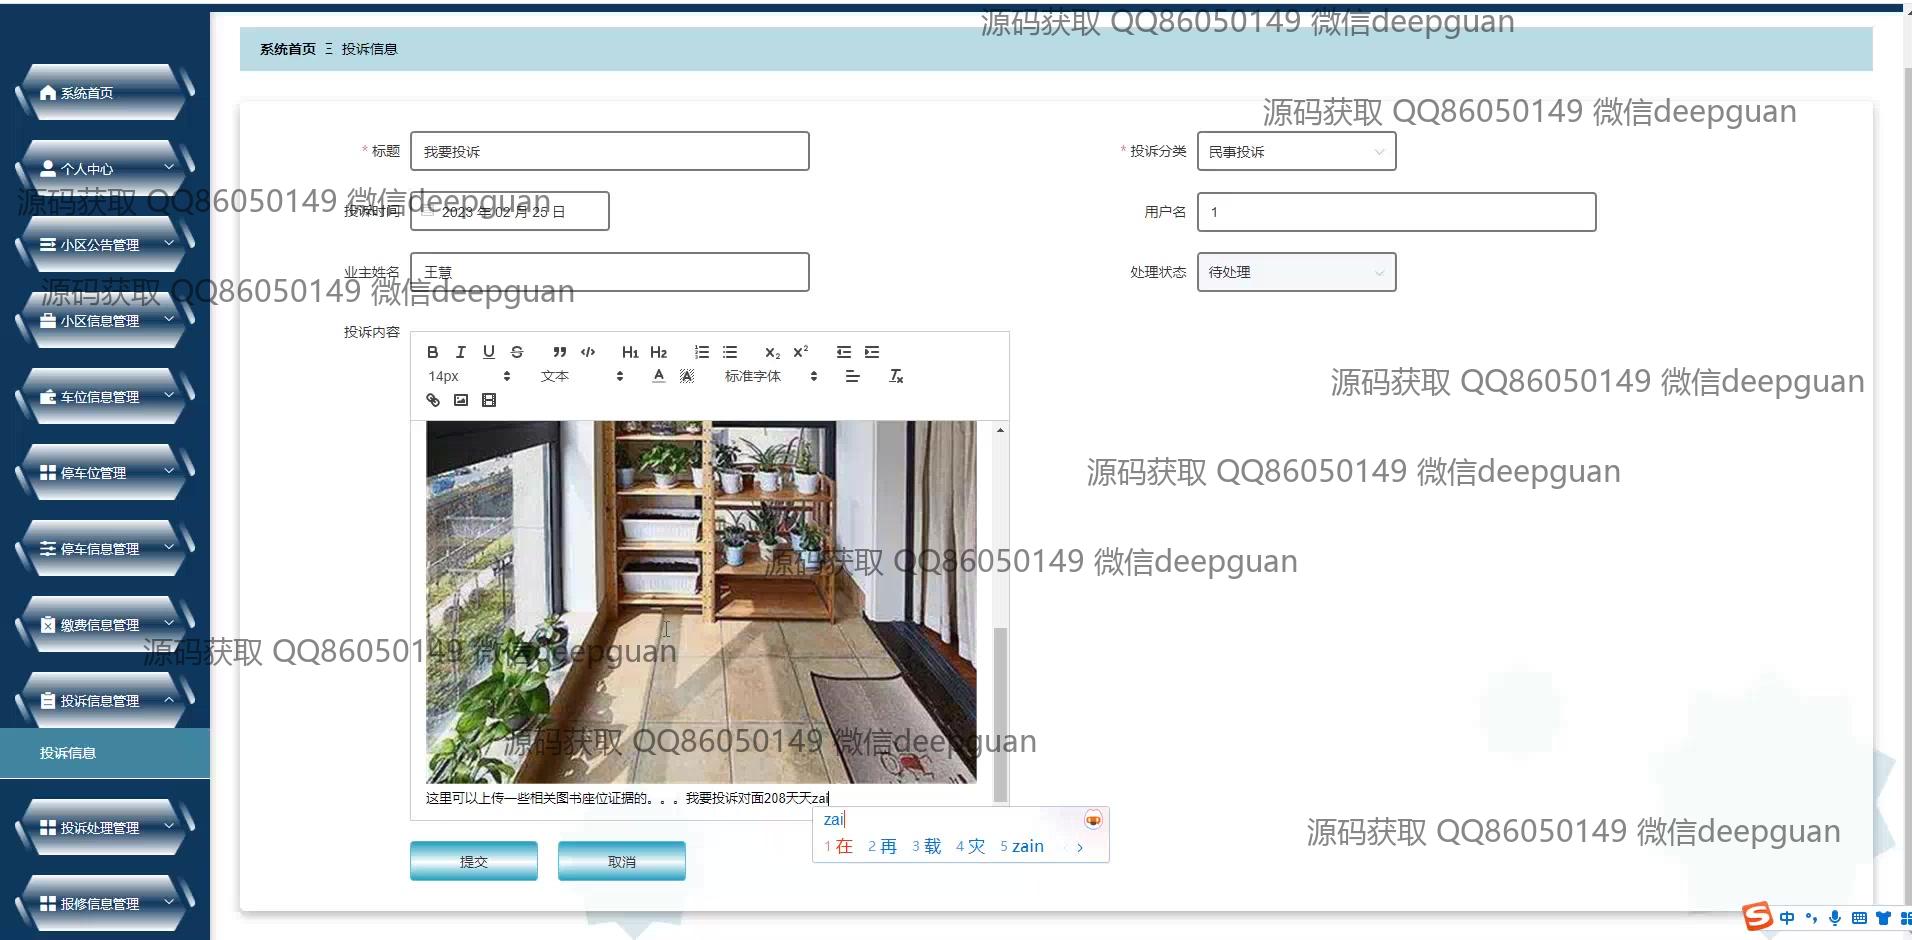 源码获取 QQ86050149 微信deepguan
系统首页 Ξ 投诉信息
系统首页
源码获取 QQ86050149 微信deepguan
* 标题 我要投诉
* 投诉分类 民事投诉
个人中心
源码获取 QQ86050149 微信deepguan
投诉时间 2023 年 02 月 25 日
用户名 1
小区公告管理
业主姓名 王慧
处理状态 待处理
源码获取 QQ86050149 微信deepguan
小区信息管理
投诉内容
B I U S H1 H2 x2 x2
14px 文本 A A 标准字体 Tx
源码获取 QQ86050149 微信deepguan
车位信息管理
停车位管理
源码获取 QQ86050149 微信deepguan
停车信息管理
源码获取 QQ86050149 微信deepguan
缴费信息管理
源码获取 QQ86050149 微信deepguan
投诉信息管理
源码获取 QQ86050149 微信deepguan
投诉信息
这里可以上传一些相关图书座位证据的。。。我要投诉对面208天天zai
zai
1 在 2 再 3 载 4 灾 5 zain
投诉处理管理
源码获取 QQ86050149 微信deepguan
提交 取消
报修信息管理
S 中